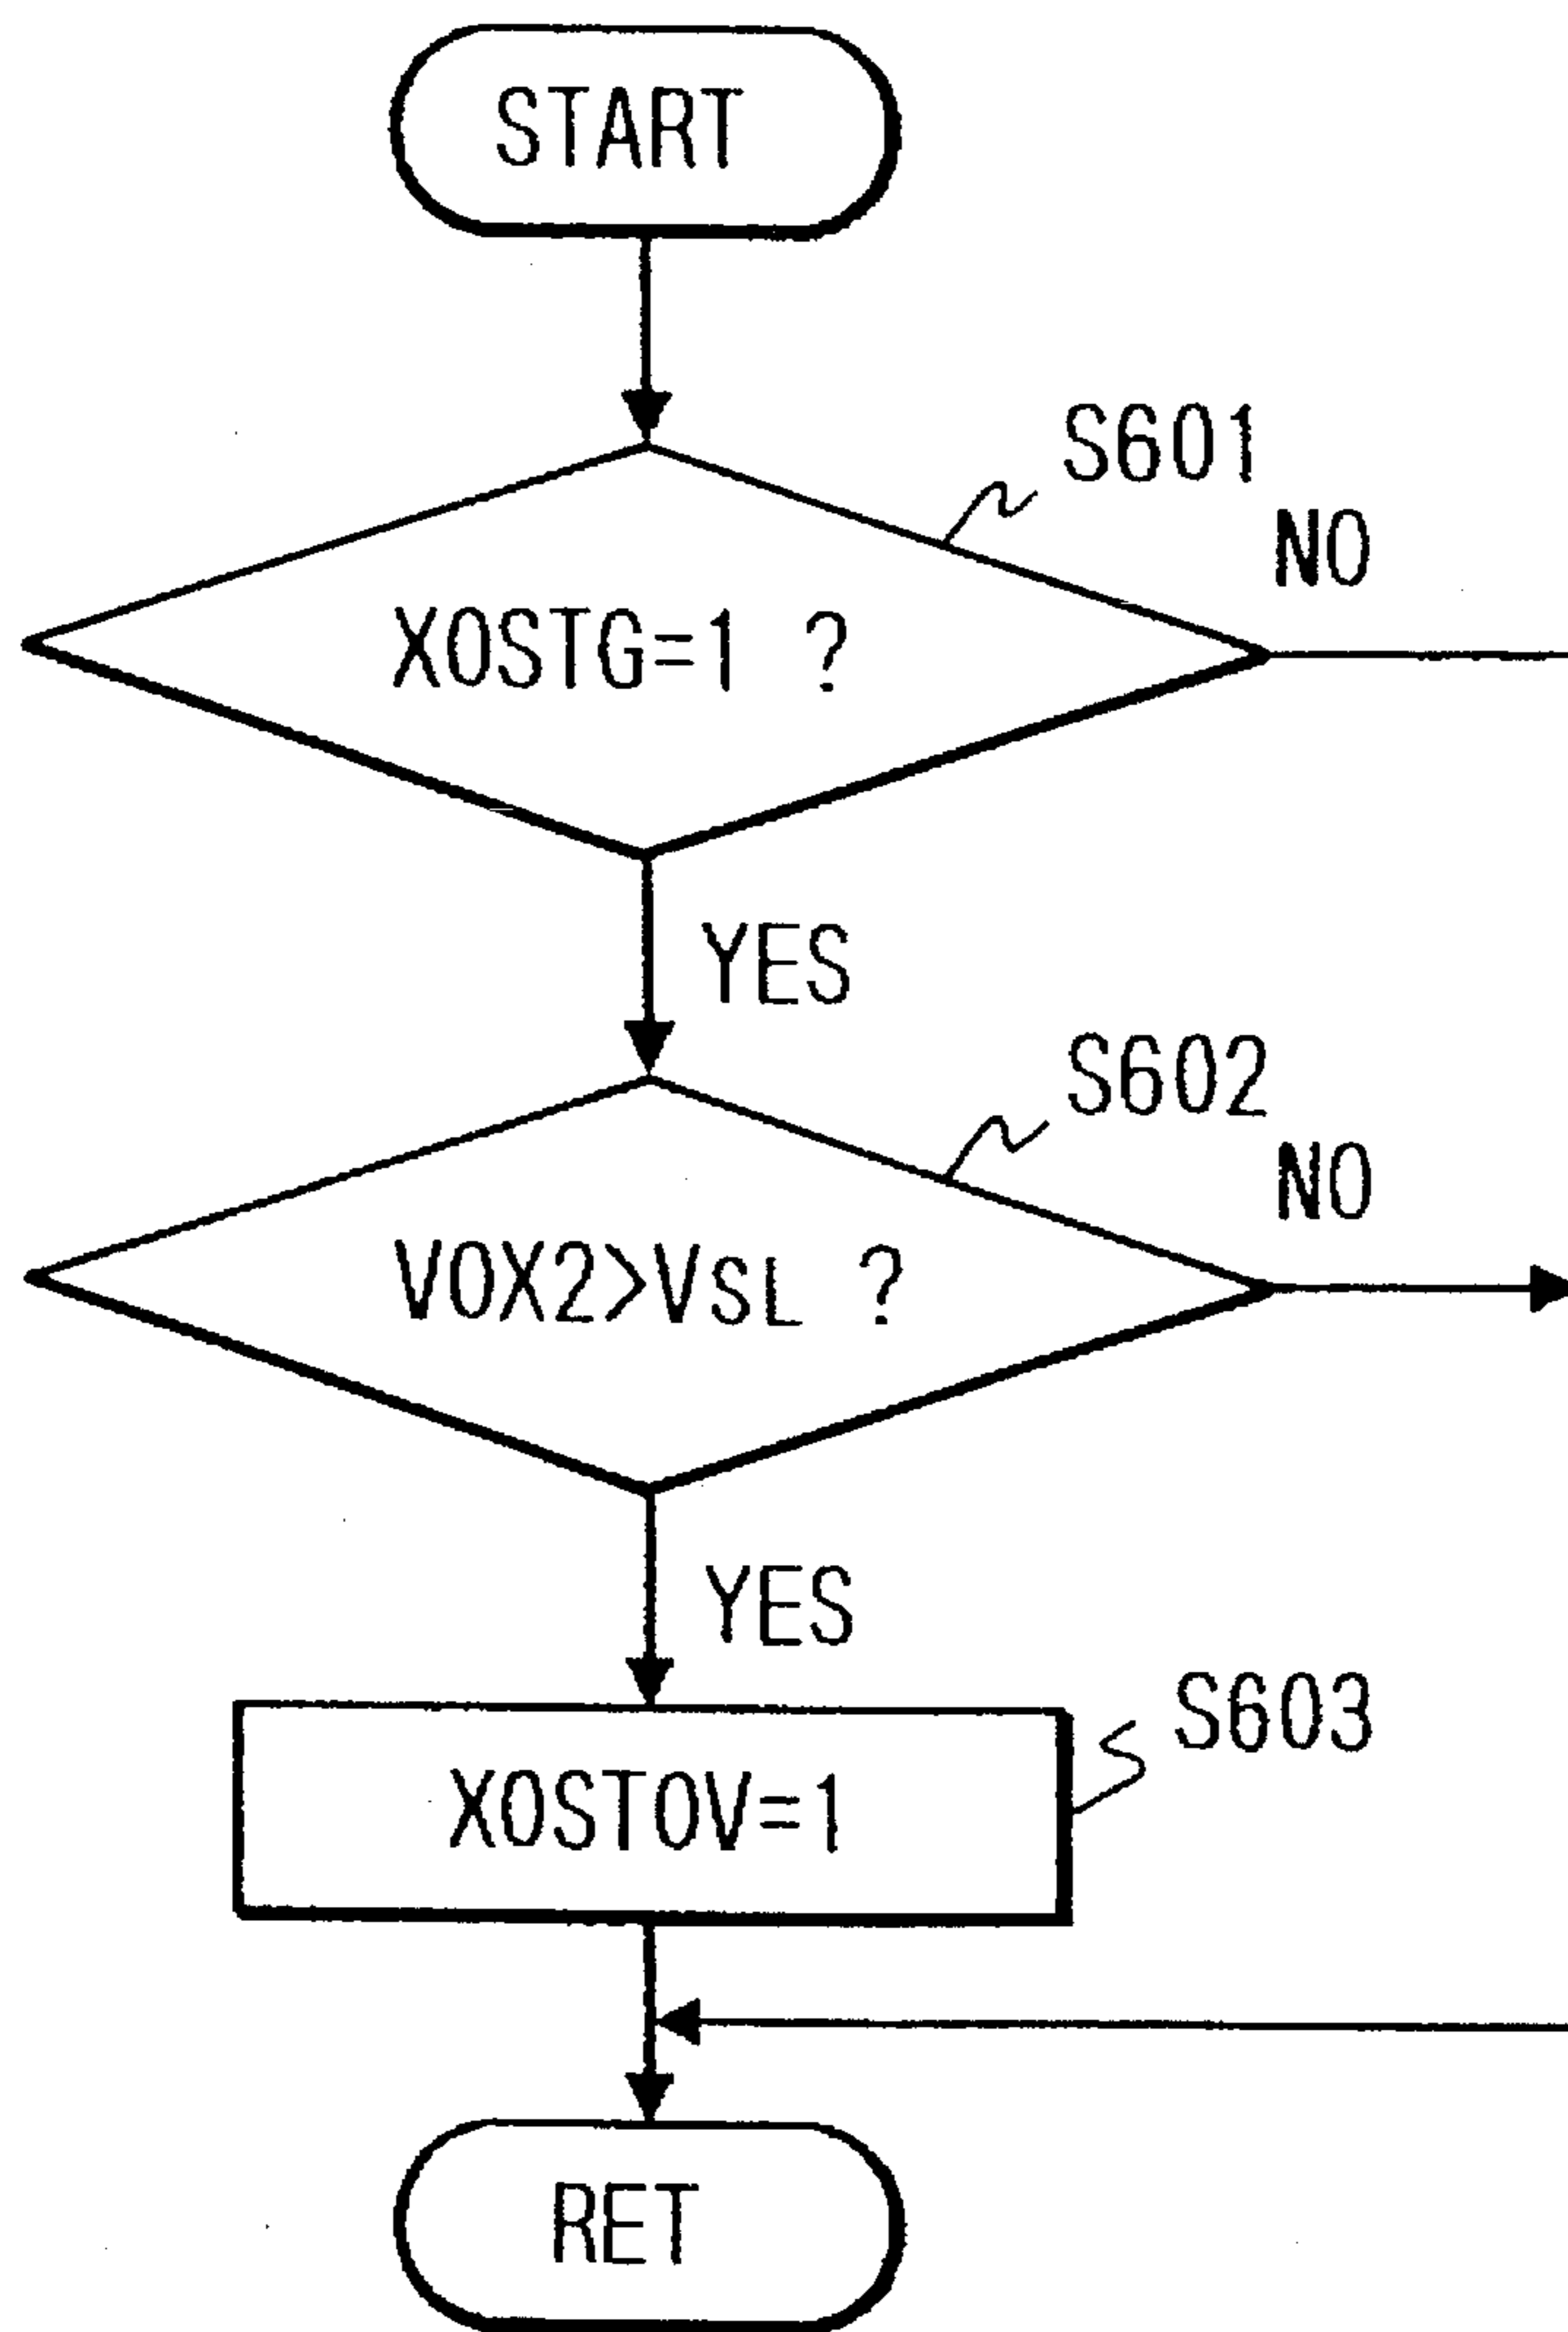 START
S601
NO
XOSTG=1 ?
YES
S602
NO
VOX2>VSL ?
YES
S603
XOSTOV=1
RET